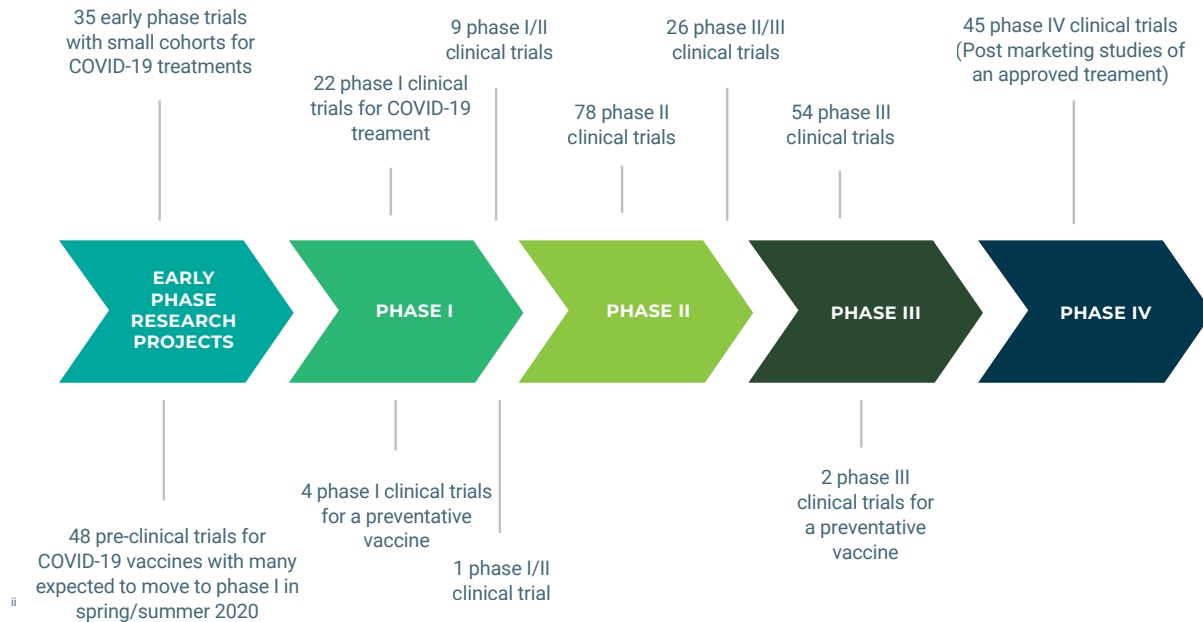 35 early phase trials
with small cohorts for
COVID-19 treatments
22 phase I clinical
trials for COVID-19
treament
9 phase I/II
clinical trials
78 phase II
clinical trials
26 phase II/III
clinical trials
54 phase III
clinical trials
45 phase IV clinical trials
(Post marketing studies of
an approved treament)
EARLY
PHASE
RESEARCH
PROJECTS
PHASE I
PHASE II
PHASE III
PHASE IV
48 pre-clinical trials for
COVID-19 vaccines with many
expected to move to phase I in
spring/summer 2020
4 phase I clinical trials
for a preventative
vaccine
1 phase I/II
clinical trial
2 phase III
clinical trials for
a preventative
vaccine
ii